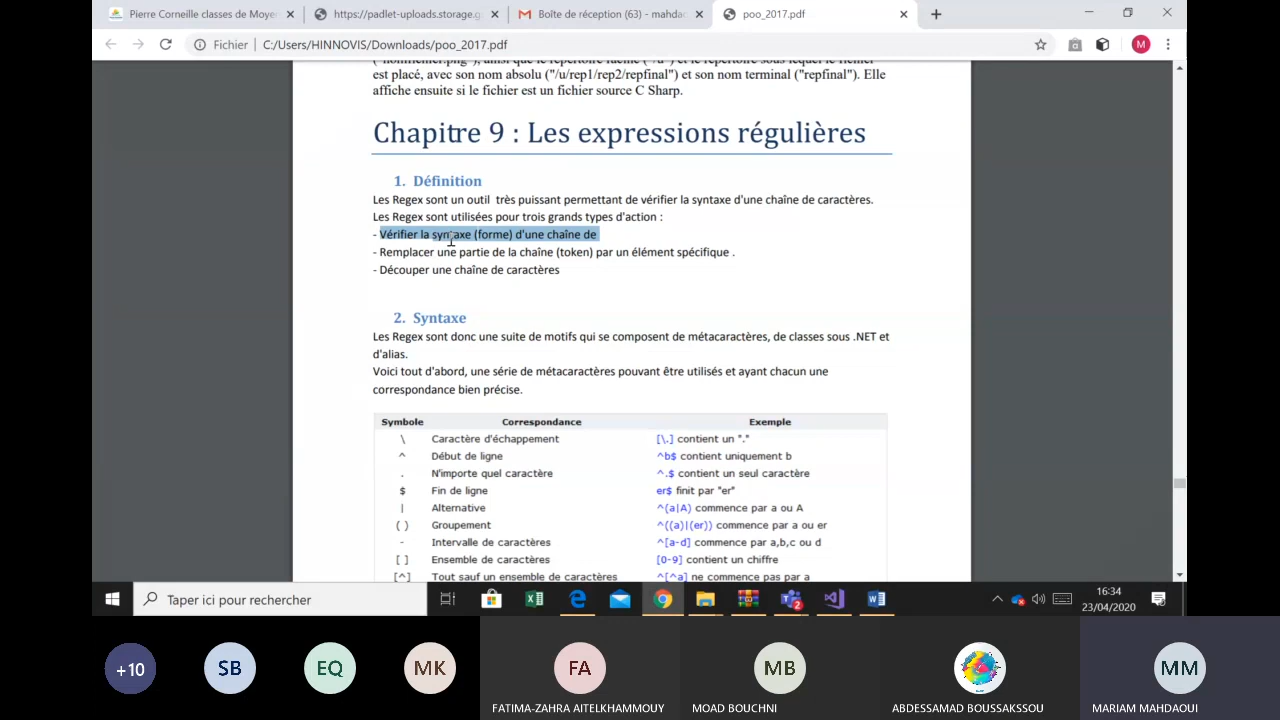 Pierre Corneille classes de Moyen
https://padlet-uploads.storage.g
Boîte de réception (63) - mahdao
poo_2017.pdf
Fichier | C:/Users/HINNOVIS/Downloads/poo_2017.pdf
M
est placé, avec son nom absolu ("/u/rep1/rep2/repfinal") et son nom terminal ("repfinal"). Elle
affiche ensuite si le fichier est un fichier source C Sharp.
Chapitre 9 : Les expressions régulières
1. Définition
Les Regex sont un outil très puissant permettant de vérifier la syntaxe d'une chaîne de caractères.
Les Regex sont utilisées pour trois grands types d'action :
- Vérifier la syntaxe (forme) d'une chaîne de
- Remplacer une partie de la chaîne (token) par un élément spécifique .
- Découper une chaîne de caractères
2. Syntaxe
Les Regex sont donc une suite de motifs qui se composent de métacaractères, de classes sous .NET et
d'alias.
Voici tout d'abord, une série de métacaractères pouvant être utilisés et ayant chacun une
correspondance bien précise.
Symbole Correspondance Exemple
\ Caractère d'échappement [\.] contient un "."
^ Début de ligne ^b$ contient uniquement b
. N'importe quel caractère ^.$ contient un seul caractère
$ Fin de ligne er$ finit par "er"
| Alternative ^(a|A) commence par a ou A
( ) Groupement ^((a)|(er)) commence par a ou er
- Intervalle de caractères ^[a-d] commence par a,b,c ou d
[ ] Ensemble de caractères [0-9] contient un chiffre
[^] Tout sauf un ensemble de caractères ^[^a] ne commence pas par a
Taper ici pour rechercher
2
16:34
23/04/2020
+10
SB
EQ
MK
FA
MB
MM
FATIMA-ZAHRA AITELKHAMMOUY
MOAD BOUCHNI
ABDESSAMAD BOUSSAKSSOU
MARIAM MAHDAOUI